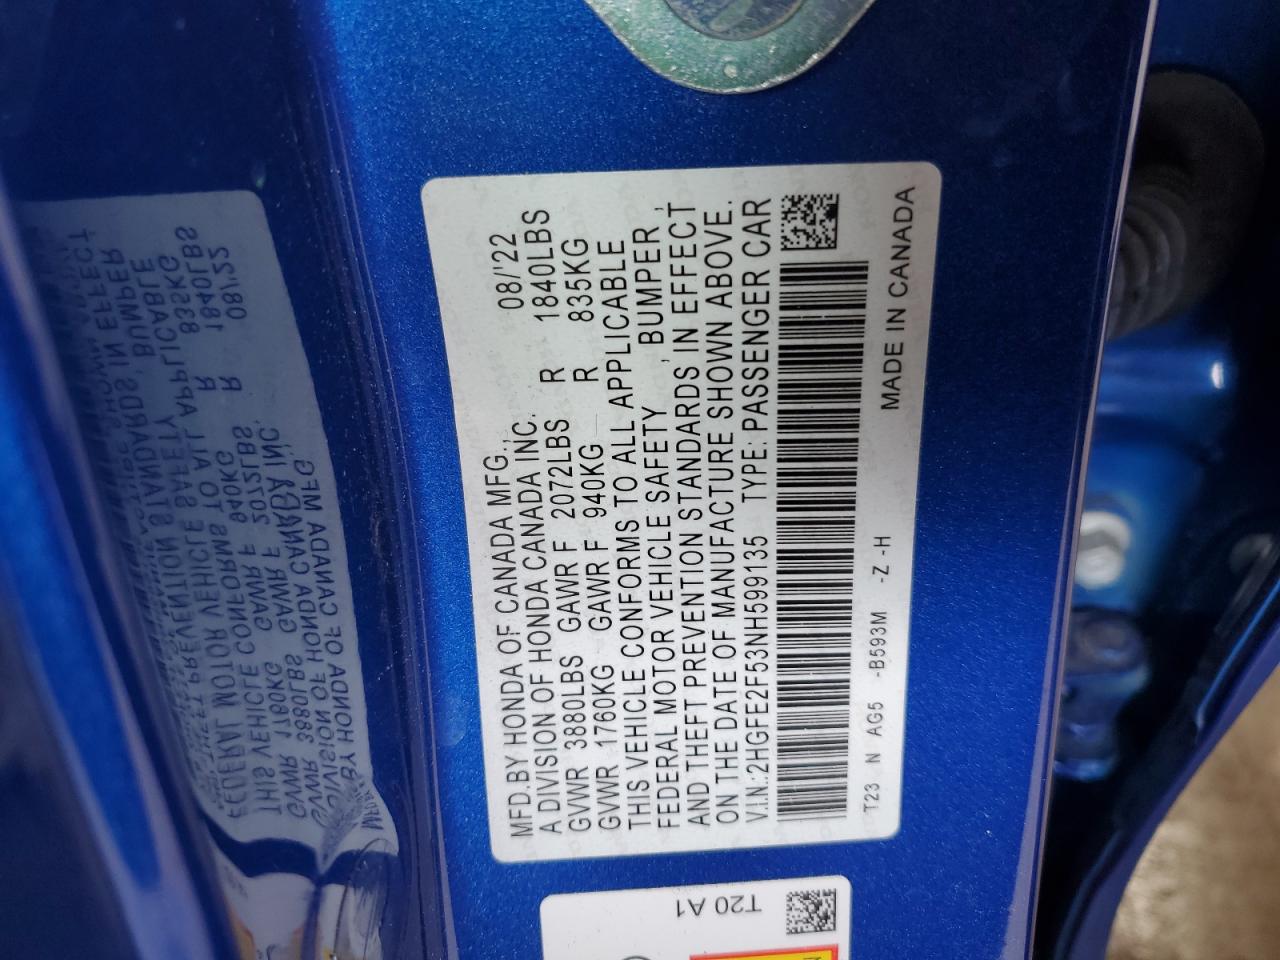 MFD.BY HONDA OF CANADA MFG., 08/'22
A DIVISION OF HONDA CANADA INC.
GVWR 3880LBS GAWR F 2072LBS R 1840LBS
GVWR 1760KG GAWR F 940KG R 835KG
THIS VEHICLE CONFORMS TO ALL APPLICABLE
FEDERAL MOTOR VEHICLE SAFETY , BUMPER ,
AND THEFT PREVENTION STANDARDS IN EFFECT
ON THE DATE OF MANUFACTURE SHOWN ABOVE.
V.I.N.:2HGFE2F53NH599135 TYPE: PASSENGER CAR
T23 N AG5 -B593M -Z -H MADE IN CANADA
T20 A1